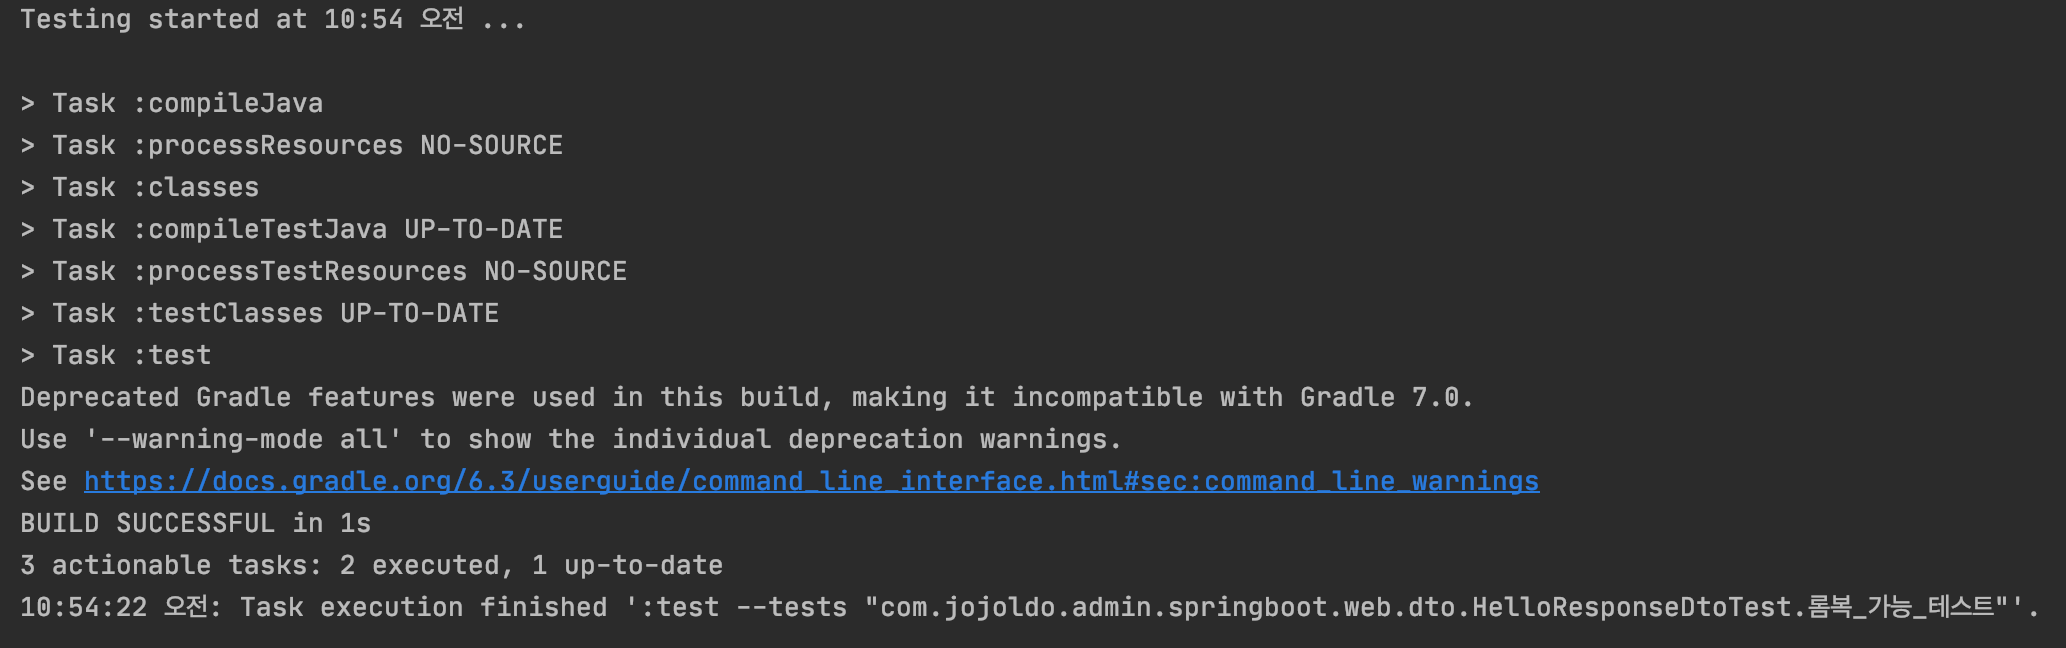 Testing started at 10:54 오전 ...
> Task :compileJava
> Task :processResources NO-SOURCE
> Task :classes
> Task :compileTestJava UP-TO-DATE
> Task :processTestResources NO-SOURCE
> Task :testClasses UP-TO-DATE
> Task :test
Deprecated Gradle features were used in this build, making it incompatible with Gradle 7.0.
Use '--warning-mode all' to show the individual deprecation warnings.
See https://docs.gradle.org/6.3/userguide/command_line_interface.html#sec:command_line_warnings
BUILD SUCCESSFUL in 1s
3 actionable tasks: 2 executed, 1 up-to-date
10:54:22 오전: Task execution finished ':test --tests "com.jojoldo.admin.springboot.web.dto.HelloResponseDtoTest.롬복_가능_테스트"'.